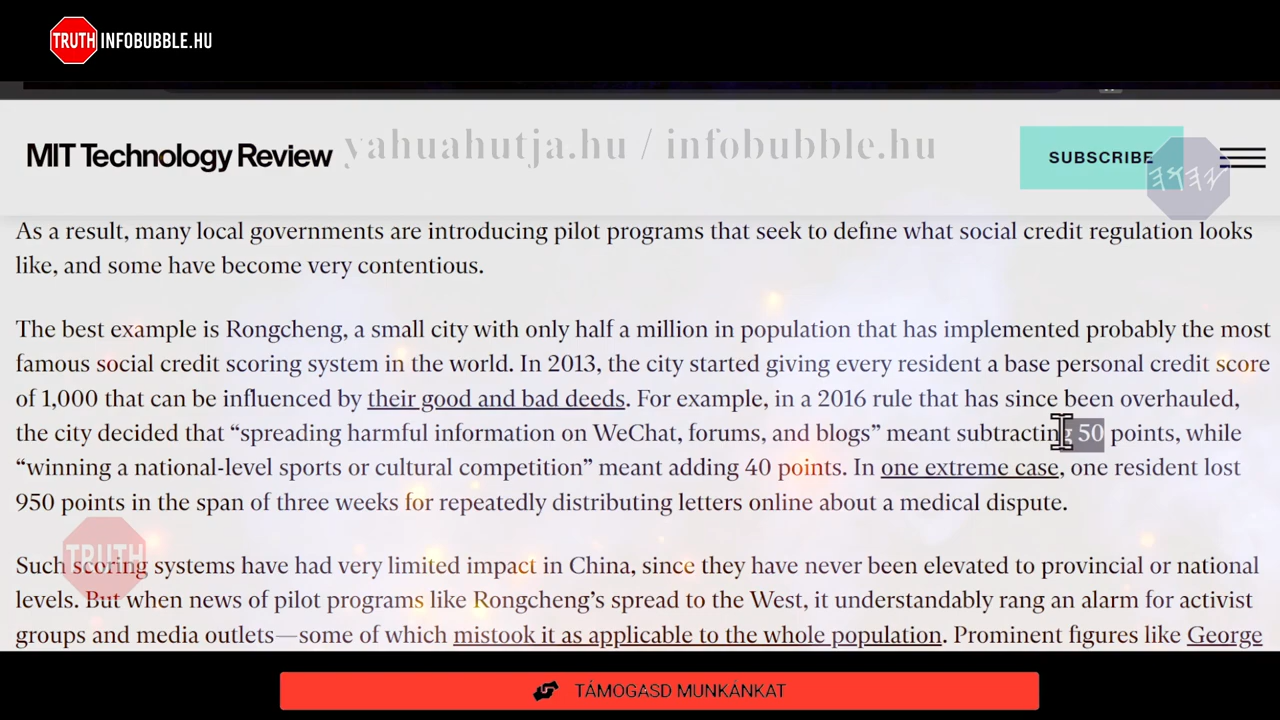 TRUTH INFOBUBBLE.HU
MIT Technology Review
yahuahutja.hu / infobubble.hu
SUBSCRIBE
As a result, many local governments are introducing pilot programs that seek to define what social credit regulation looks
like, and some have become very contentious.
The best example is Rongcheng, a small city with only half a million in population that has implemented probably the most
famous social credit scoring system in the world. In 2013, the city started giving every resident a base personal credit score
of 1,000 that can be influenced by their good and bad deeds. For example, in a 2016 rule that has since been overhauled,
the city decided that “spreading harmful information on WeChat, forums, and blogs” meant subtracting 50 points, while
“winning a national-level sports or cultural competition” meant adding 40 points. In one extreme case, one resident lost
950 points in the span of three weeks for repeatedly distributing letters online about a medical dispute.
TRUTH
Such scoring systems have had very limited impact in China, since they have never been elevated to provincial or national
levels. But when news of pilot programs like Rongcheng’s spread to the West, it understandably rang an alarm for activist
groups and media outlets—some of which mistook it as applicable to the whole population. Prominent figures like George
TÁMOGASD MUNKÁNKAT